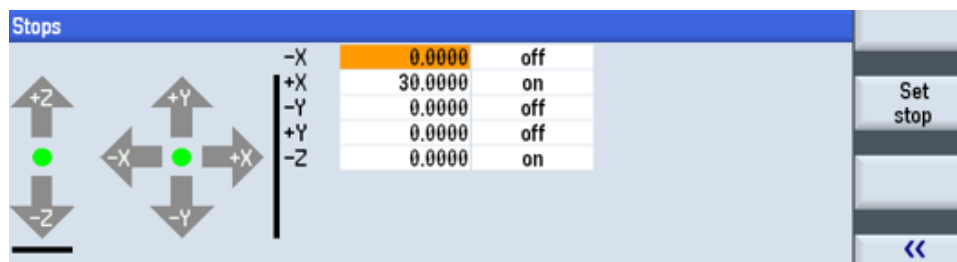 Stops
-X 0.0000 off
+X 30.0000 on
-Y 0.0000 off
+Y 0.0000 off
-Z 0.0000 on
+Z
-Z
+Y
-X +X
-Y
Set
stop
<<